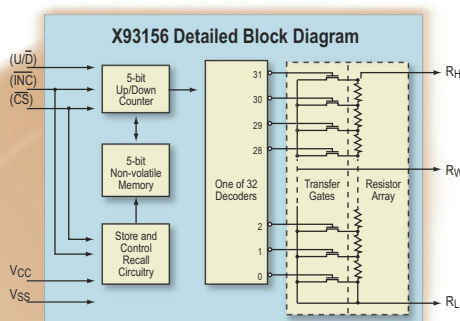 X93156 Detailed Block Diagram
(U/D̅)
(I̅N̅C̅)
(C̅S̅)
VCC
VSS
5-bit
Up/Down
Counter
5-bit
Non-volatile
Memory
Store and
Control
Recall
Circuitry
One of 32
Decoders
31
30
29
28
2
1
0
Transfer
Gates
Resistor
Array
RH
RW
RL